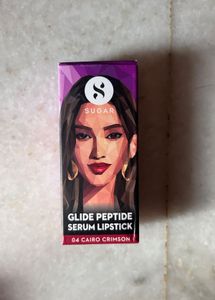 SUGAR
GLIDE PEPTIDE
SERUM LIPSTICK
04 CAIRO CRIMSON